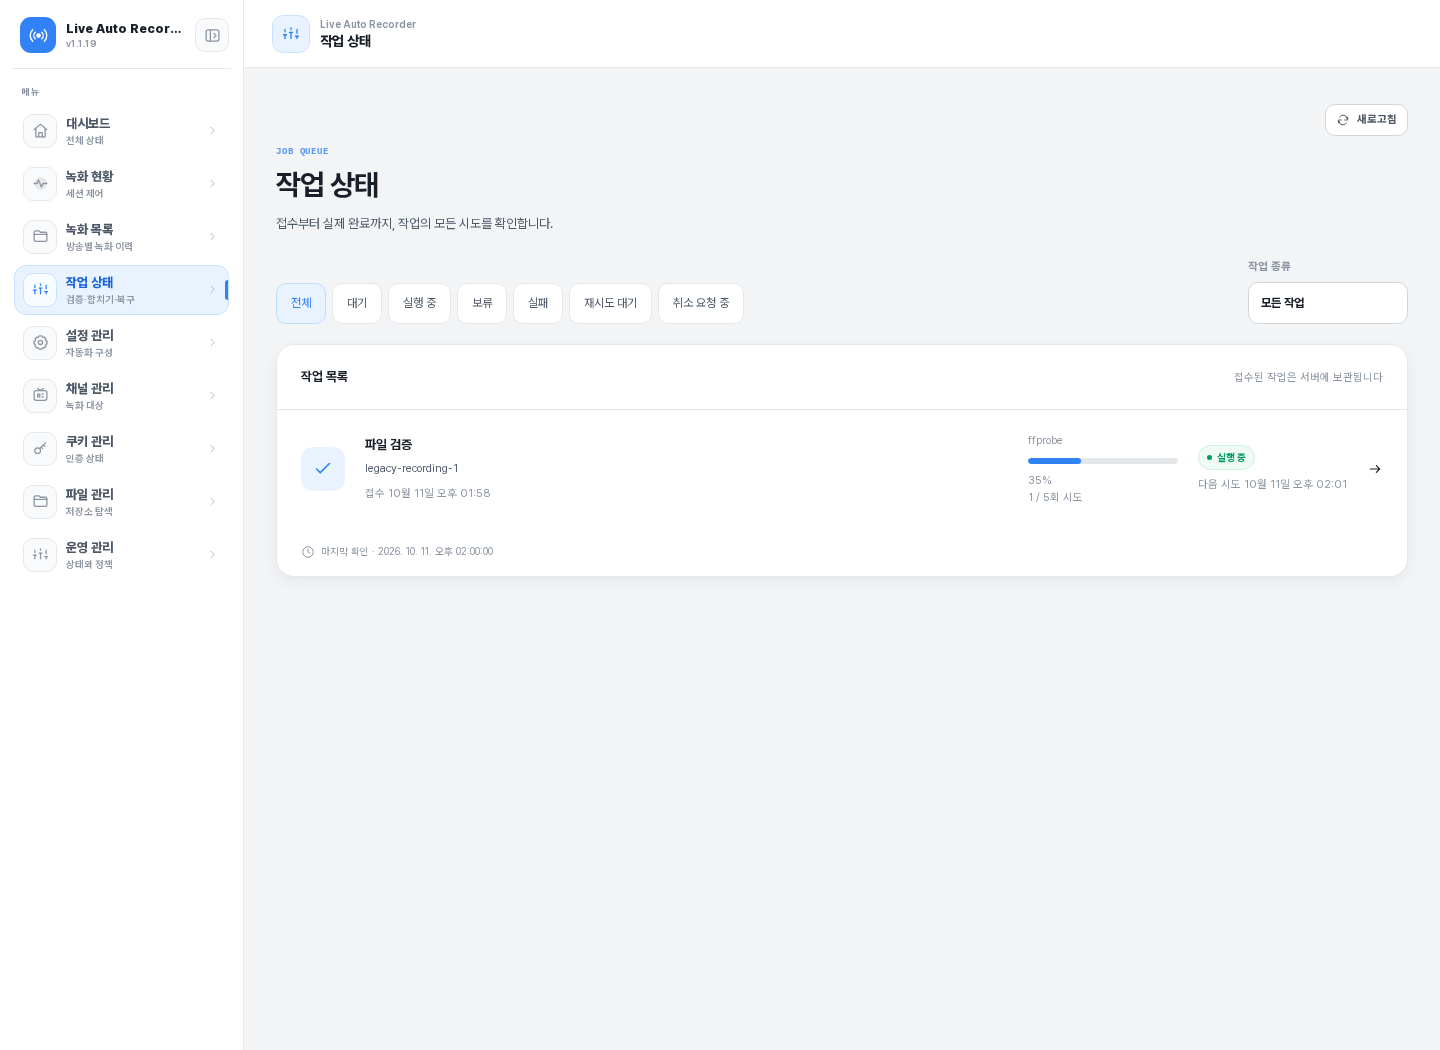 Live Auto Recor...
v1.1.19
메뉴
대시보드
전체 상태
녹화 현황
세션 제어
녹화 목록
방송별 녹화 이력
작업 상태
검증·합치기·복구
설정 관리
자동화 구성
채널 관리
녹화 대상
쿠키 관리
인증 상태
파일 관리
저장소 탐색
운영 관리
상태와 정책
Live Auto Recorder
작업 상태
새로고침
JOB QUEUE
작업 상태
접수부터 실제 완료까지, 작업의 모든 시도를 확인합니다.
작업 종류
전체 대기 실행 중 보류 실패 재시도 대기 취소 요청 중
모든 작업
작업 목록
접수된 작업은 서버에 보관됩니다
파일 검증
legacy-recording-1
접수 10월 11일 오후 01:58
ffprobe
35%
1 / 5회 시도
실행 중
다음 시도 10월 11일 오후 02:01
마지막 확인 · 2026. 10. 11. 오후 02:00:00